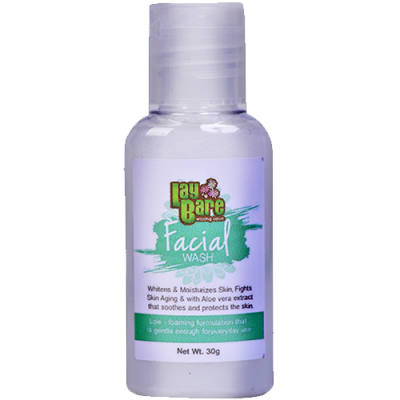 Lay
Bare
waxing salon
Facial
WASH
Whitens & Moisturizes Skin, Fights
Skin Aging & with Aloe vera extract
that soothes and protects the skin.
Low - foaming formulation that
is gentle enough for everyday use
Net Wt. 30g